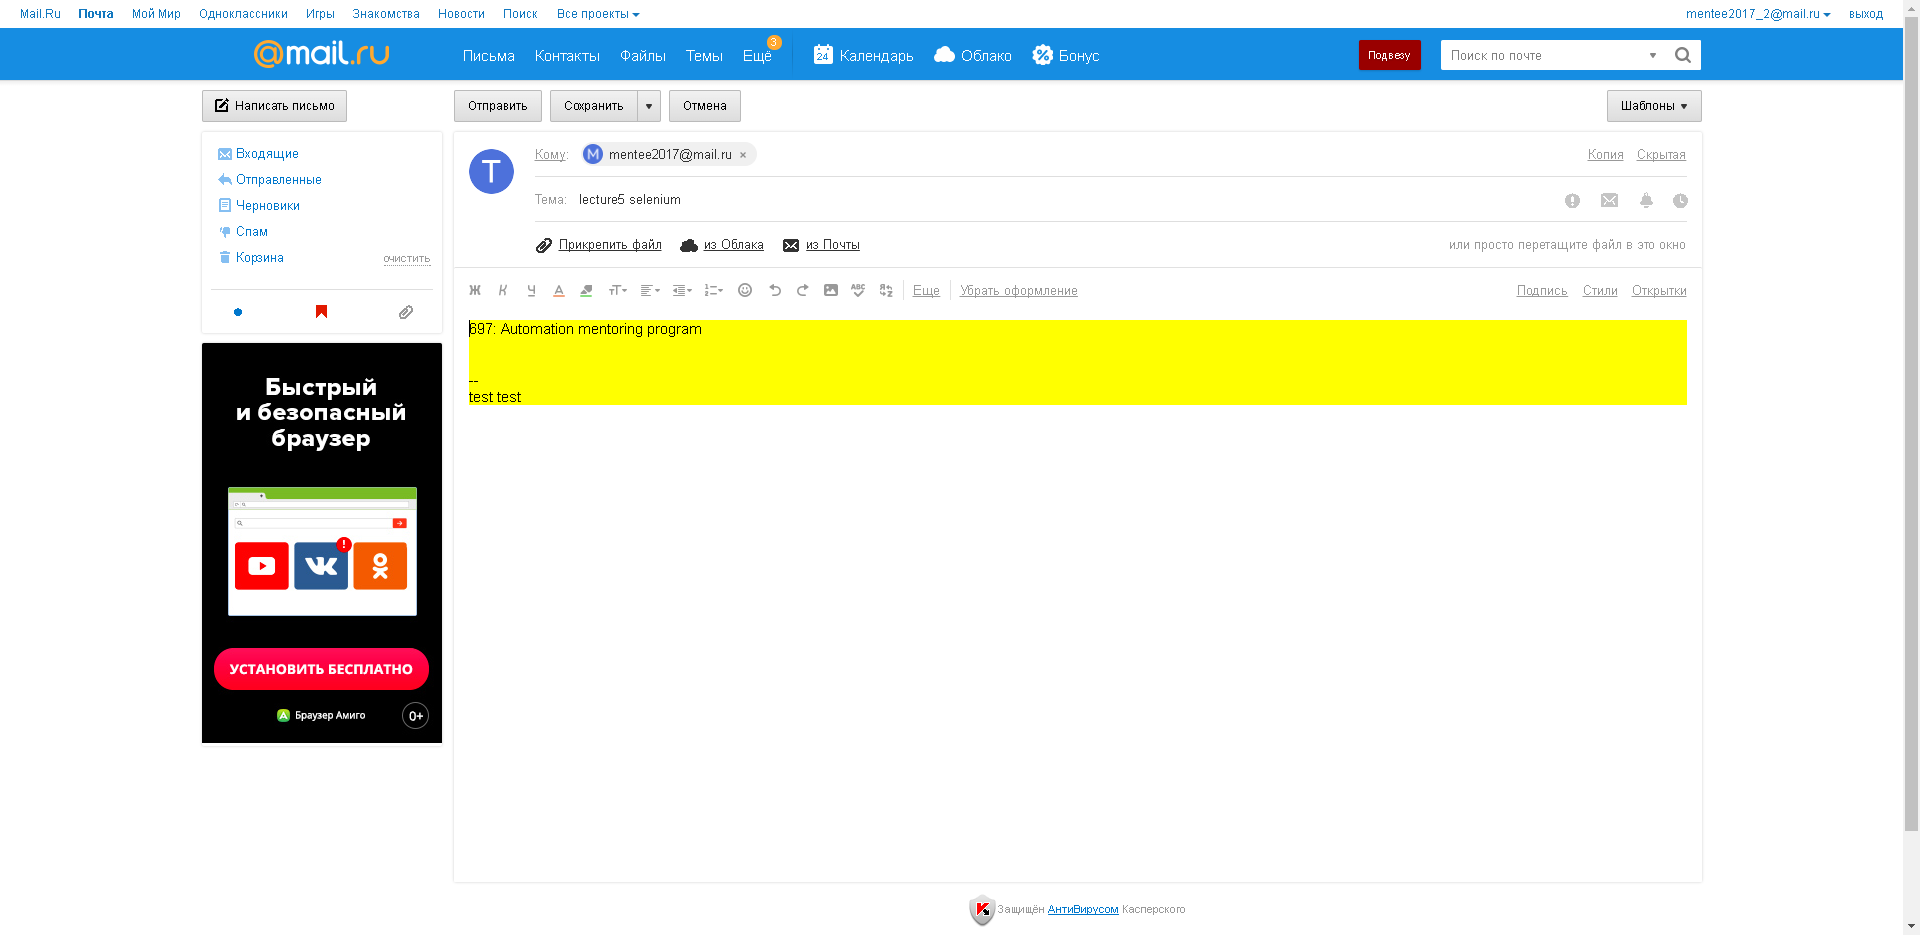 Mail.Ru Почта Мой Мир Одноклассники Игры Знакомства Новости Поиск Все проекты mentee2017_2@mail.ru выход
@mail.ru Письма Контакты Файлы Темы Ещё 3 24 Календарь Облако Бонус Подвезу Поиск по почте
Написать письмо Отправить Сохранить Отмена Шаблоны
Входящие
Отправленные
Черновики
Спам
Корзина очистить
T Кому: M mentee2017@mail.ru × Копия Скрытая
Тема: lecture5 selenium
Прикрепить файл из Облака из Почты или просто перетащите файл в это окно
Ж К Ч А тТ ABC Еще Убрать оформление Подпись Стили Открытки
697: Automation mentoring program
--
test test
Быстрый
и безопасный
браузер
УСТАНОВИТЬ БЕСПЛАТНО
Браузер Амиго 0+
Защищён АнтиВирусом Касперского